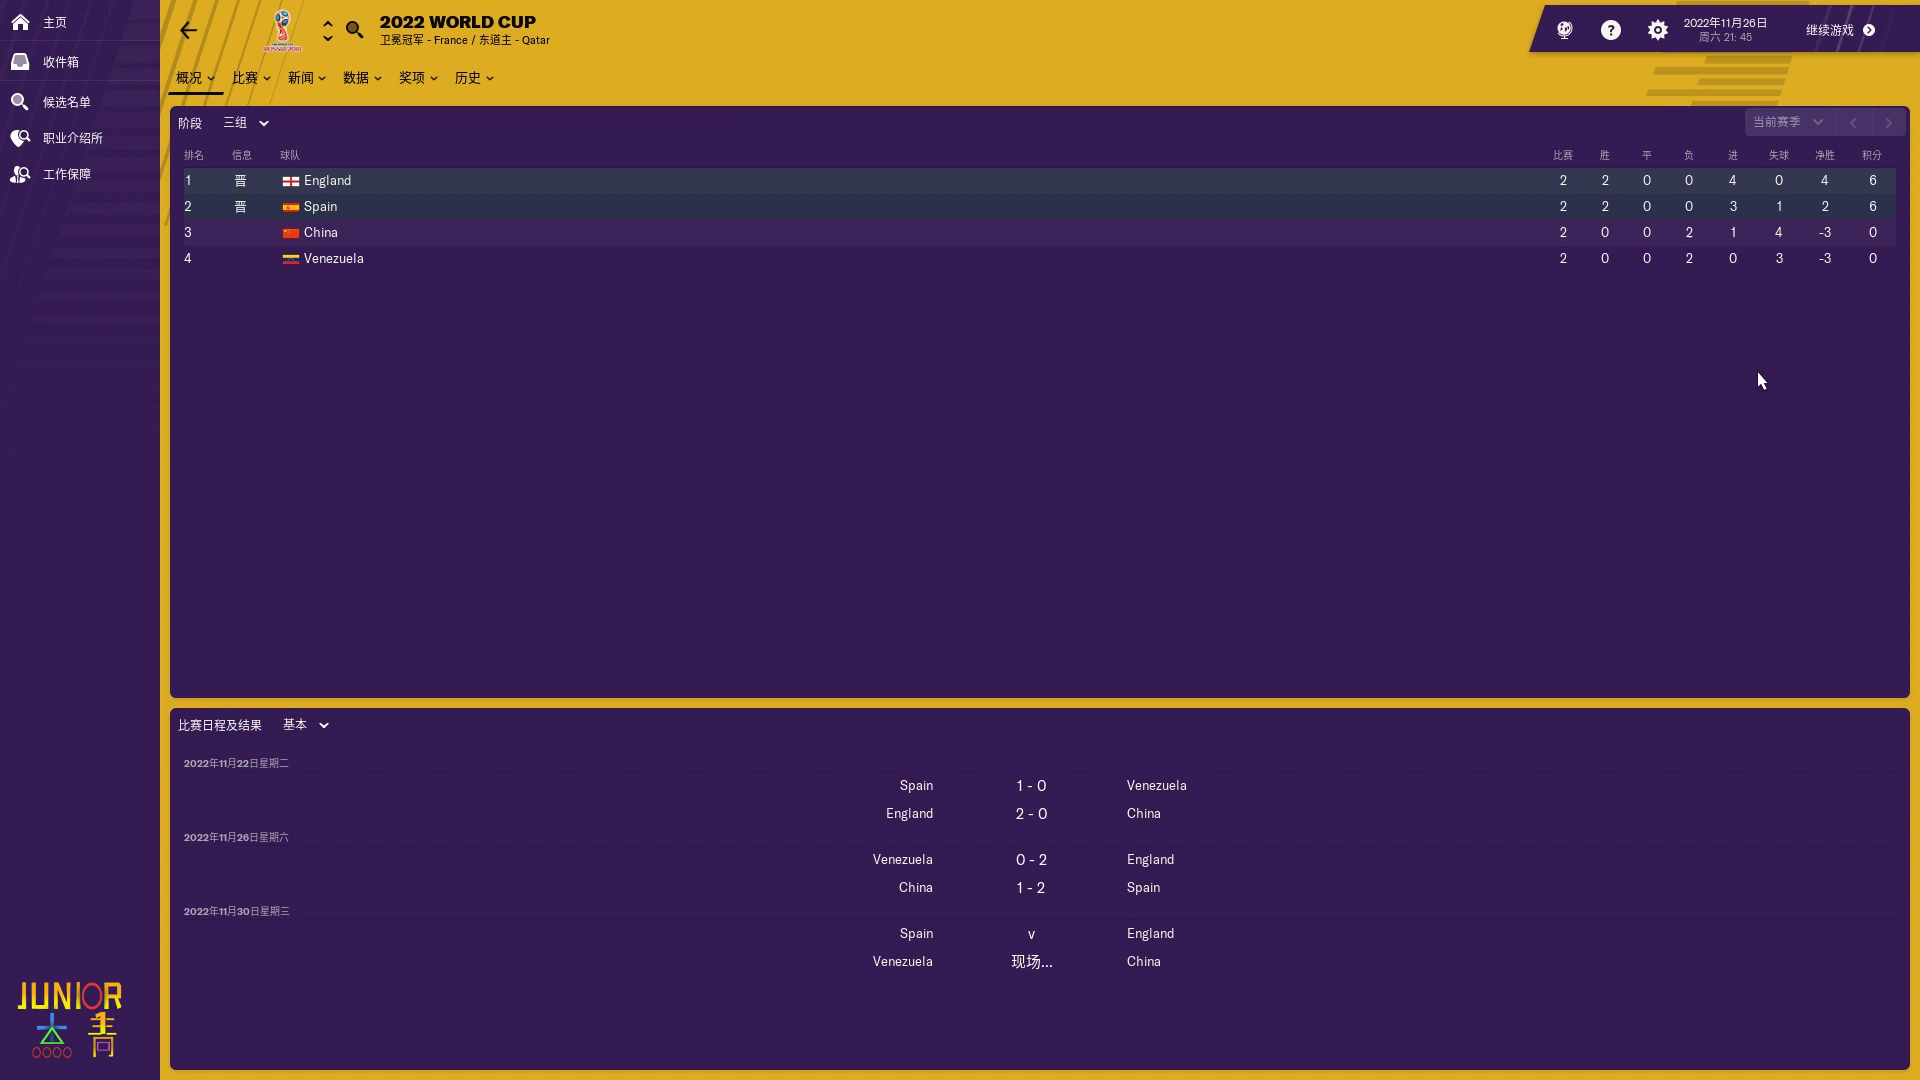 主页
收件箱
候选名单
职业介绍所
工作保障
2022 WORLD CUP
卫冕冠军 - France / 东道主 - Qatar
2022年11月26日
周六 21: 45
继续游戏
概况 比赛 新闻 数据 奖项 历史
阶段 三组 当前赛季
排名 信息 球队 比赛 胜 平 负 进 失球 净胜 积分
1 晋 England 2 2 0 0 4 0 4 6
2 晋 Spain 2 2 0 0 3 1 2 6
3 China 2 0 0 2 1 4 -3 0
4 Venezuela 2 0 0 2 0 3 -3 0
比赛日程及结果 基本
2022年11月22日星期二
Spain 1 - 0 Venezuela
England 2 - 0 China
2022年11月26日星期六
Venezuela 0 - 2 England
China 1 - 2 Spain
2022年11月30日星期三
Spain v England
Venezuela 现场... China
JUNIOR